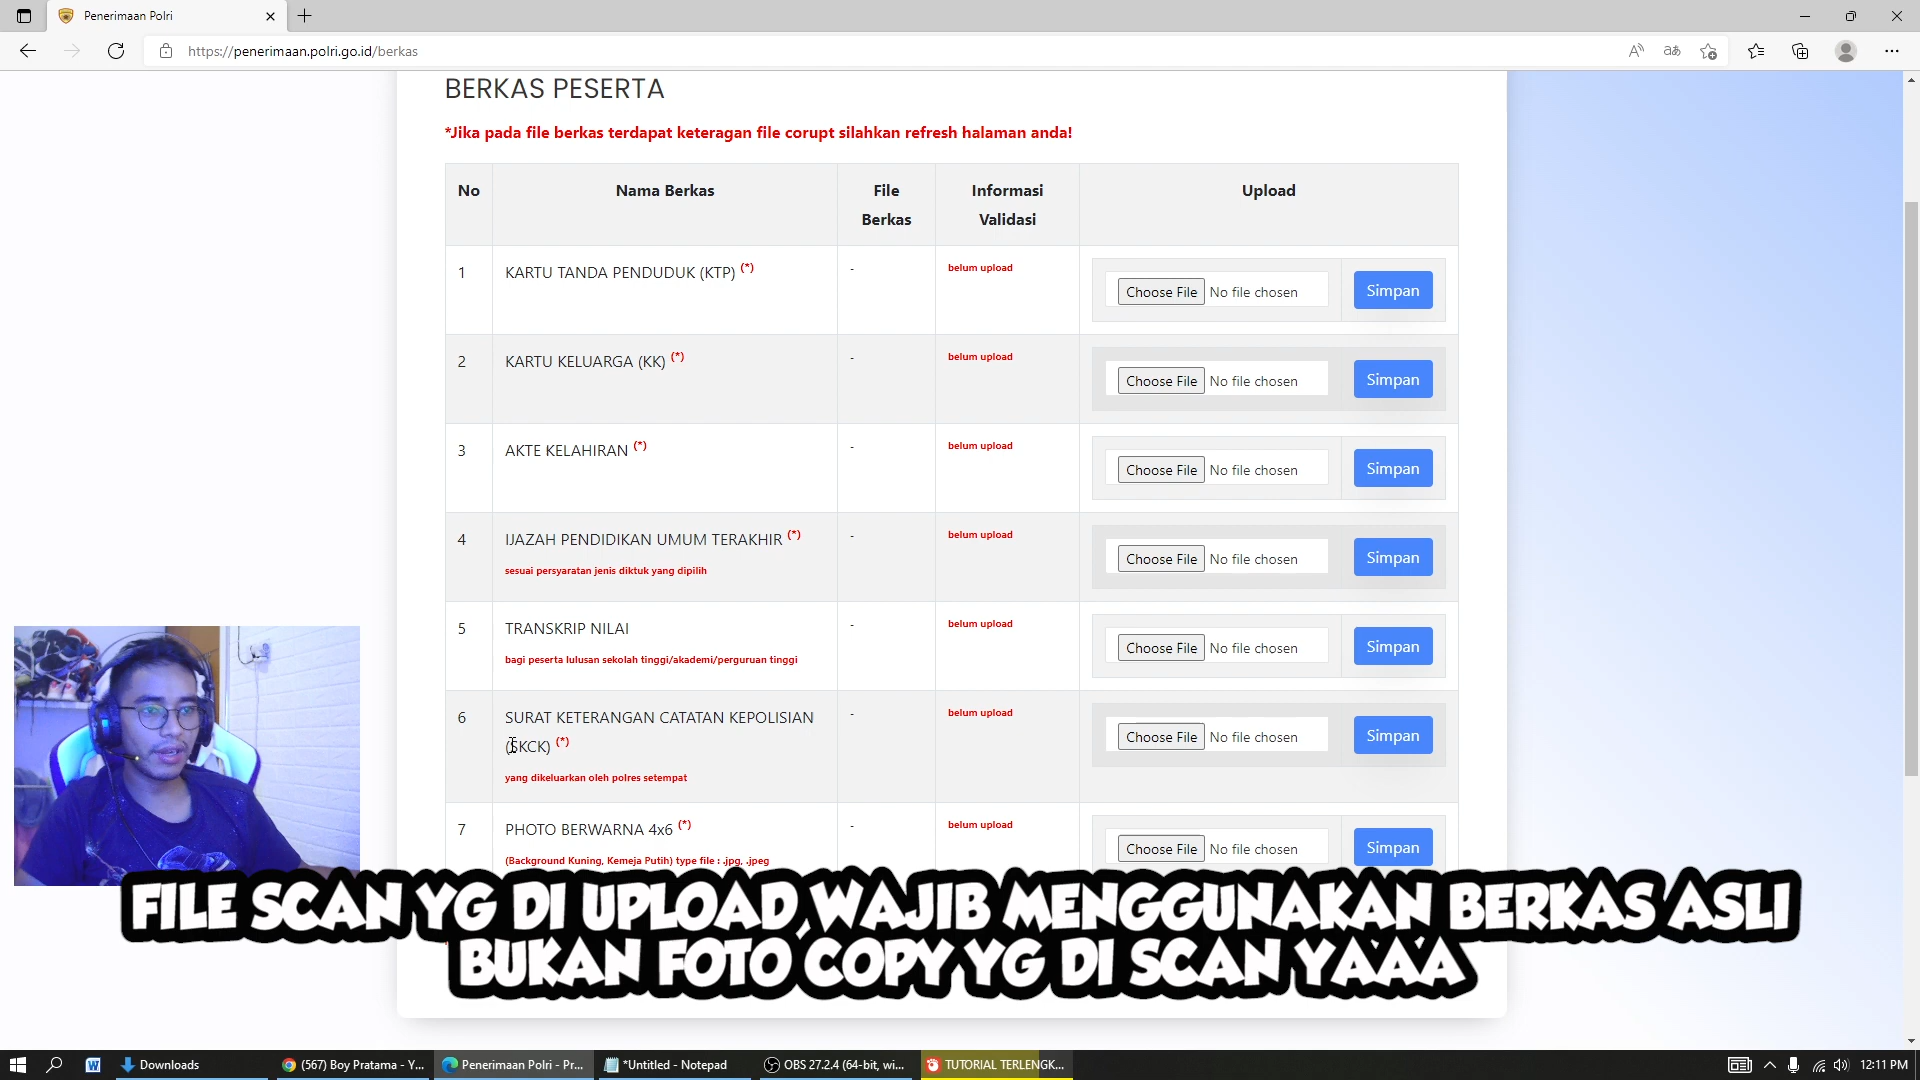 Penerimaan Polri
https://penerimaan.polri.go.id/berkas
BERKAS PESERTA
*Jika pada file berkas terdapat keteragan file corupt silahkan refresh halaman anda!
No Nama Berkas File Berkas Informasi Validasi Upload
1 KARTU TANDA PENDUDUK (KTP) (*) - belum upload Choose File No file chosen Simpan
2 KARTU KELUARGA (KK) (*) - belum upload Choose File No file chosen Simpan
3 AKTE KELAHIRAN (*) - belum upload Choose File No file chosen Simpan
4 IJAZAH PENDIDIKAN UMUM TERAKHIR (*) - belum upload Choose File No file chosen Simpan
sesuai persyaratan jenis diktuk yang dipilih
5 TRANSKRIP NILAI - belum upload Choose File No file chosen Simpan
bagi peserta lulusan sekolah tinggi/akademi/perguruan tinggi
6 SURAT KETERANGAN CATATAN KEPOLISIAN - belum upload Choose File No file chosen Simpan
(SKCK) (*)
yang dikeluarkan oleh polres setempat
7 PHOTO BERWARNA 4x6 (*) - belum upload Choose File No file chosen Simpan
(Background Kuning, Kemeja Putih) type file : .jpg, .jpeg
FILE SCAN YG DI UPLOAD,WAJIB MENGGUNAKAN BERKAS ASLI
BUKAN FOTO COPY YG DI SCAN YAAA
Downloads (567) Boy Pratama - Y... Penerimaan Polri - Pr... *Untitled - Notepad OBS 27.2.4 (64-bit, wi... TUTORIAL TERLENGK... 12:11 PM